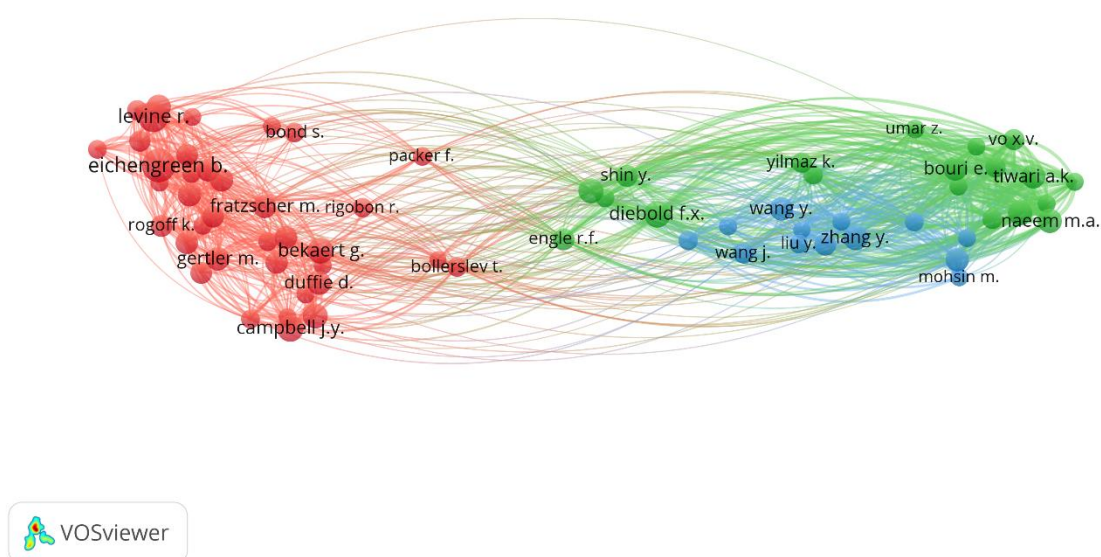 levine r.
bond s.
eichengreen b.
packer f.
fratzscher m.
rigobon r.
rogoff k.
bekaert g.
gertler m.
duffie d.
campbell j.y.
bollerslev t.
engle r.f.
shin y.
diebold f.x.
yilmaz k.
umar z.
vo x.v.
bouri e.
tiwari a.k.
naeem m.a.
wang y.
wang j.
liu y.
zhang y.
mohsin m.
VOSviewer